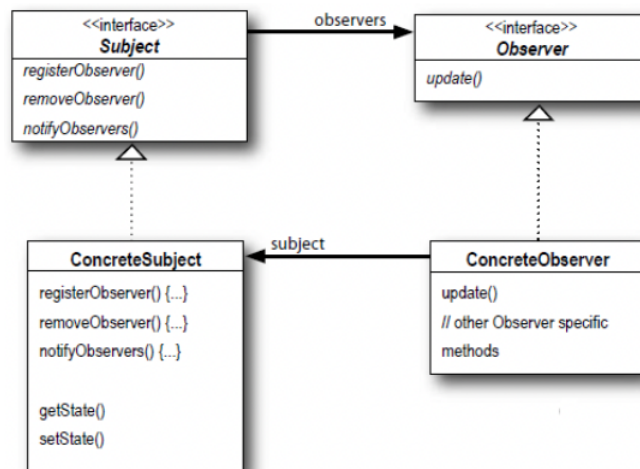 <<interface>>
Subject
registerObserver()
removeObserver()
notifyObservers()
observers
<<interface>>
Observer
update()
ConcreteSubject
registerObserver() {...}
removeObserver() {...}
notifyObservers() {...}
getState()
setState()
subject
ConcreteObserver
update()
// other Observer specific
methods